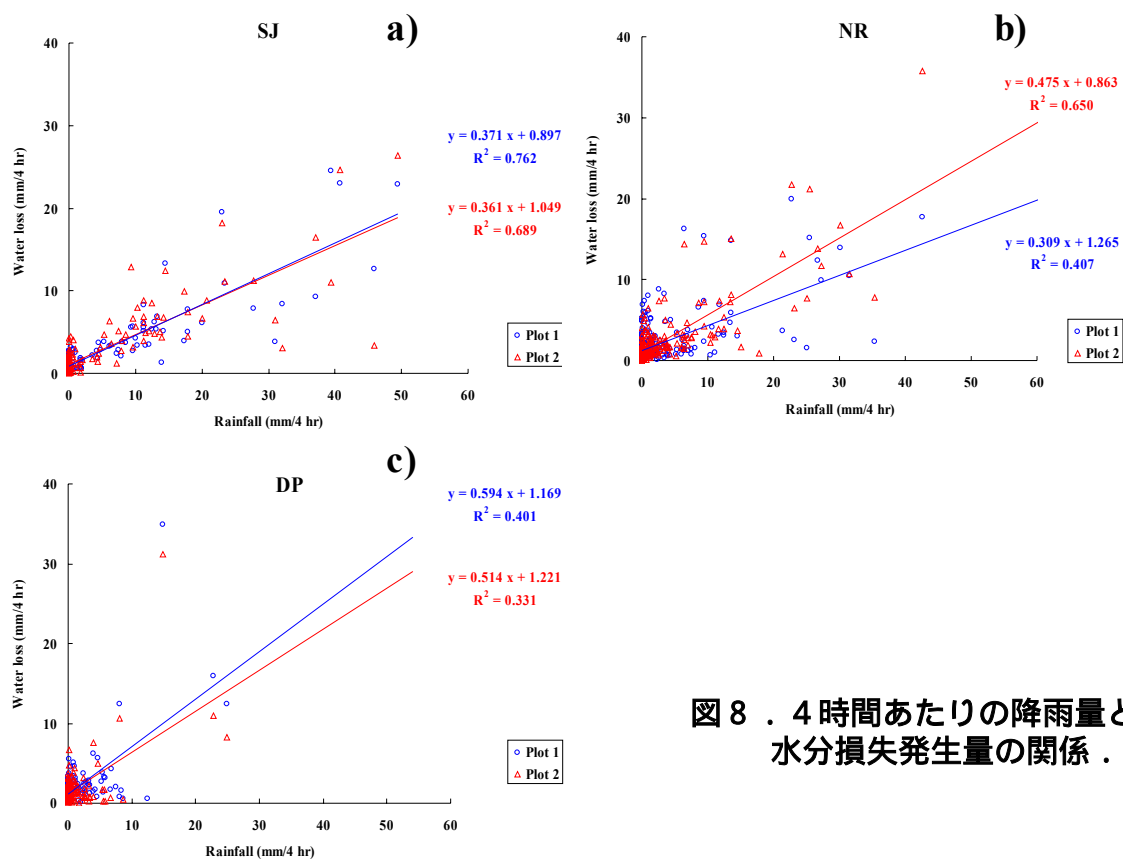 SJ
a)
40
30
20
10
0
0 10 20 30 40 50 60
Water loss (mm/4 hr)
Rainfall (mm/4 hr)
y = 0.371 x + 0.897
R² = 0.762
y = 0.361 x + 1.049
R² = 0.689
Plot 1
Plot 2
NR
b)
40
30
20
10
0
0 10 20 30 40 50 60
Water loss (mm/4 hr)
Rainfall (mm/4 hr)
y = 0.475 x + 0.863
R² = 0.650
y = 0.309 x + 1.265
R² = 0.407
Plot 1
Plot 2
DP
c)
40
30
20
10
0
0 10 20 30 40 50 60
Water loss (mm/4 hr)
Rainfall (mm/4 hr)
y = 0.594 x + 1.169
R² = 0.401
y = 0.514 x + 1.221
R² = 0.331
Plot 1
Plot 2
図8．4時間あたりの降雨量と
水分損失発生量の関係．